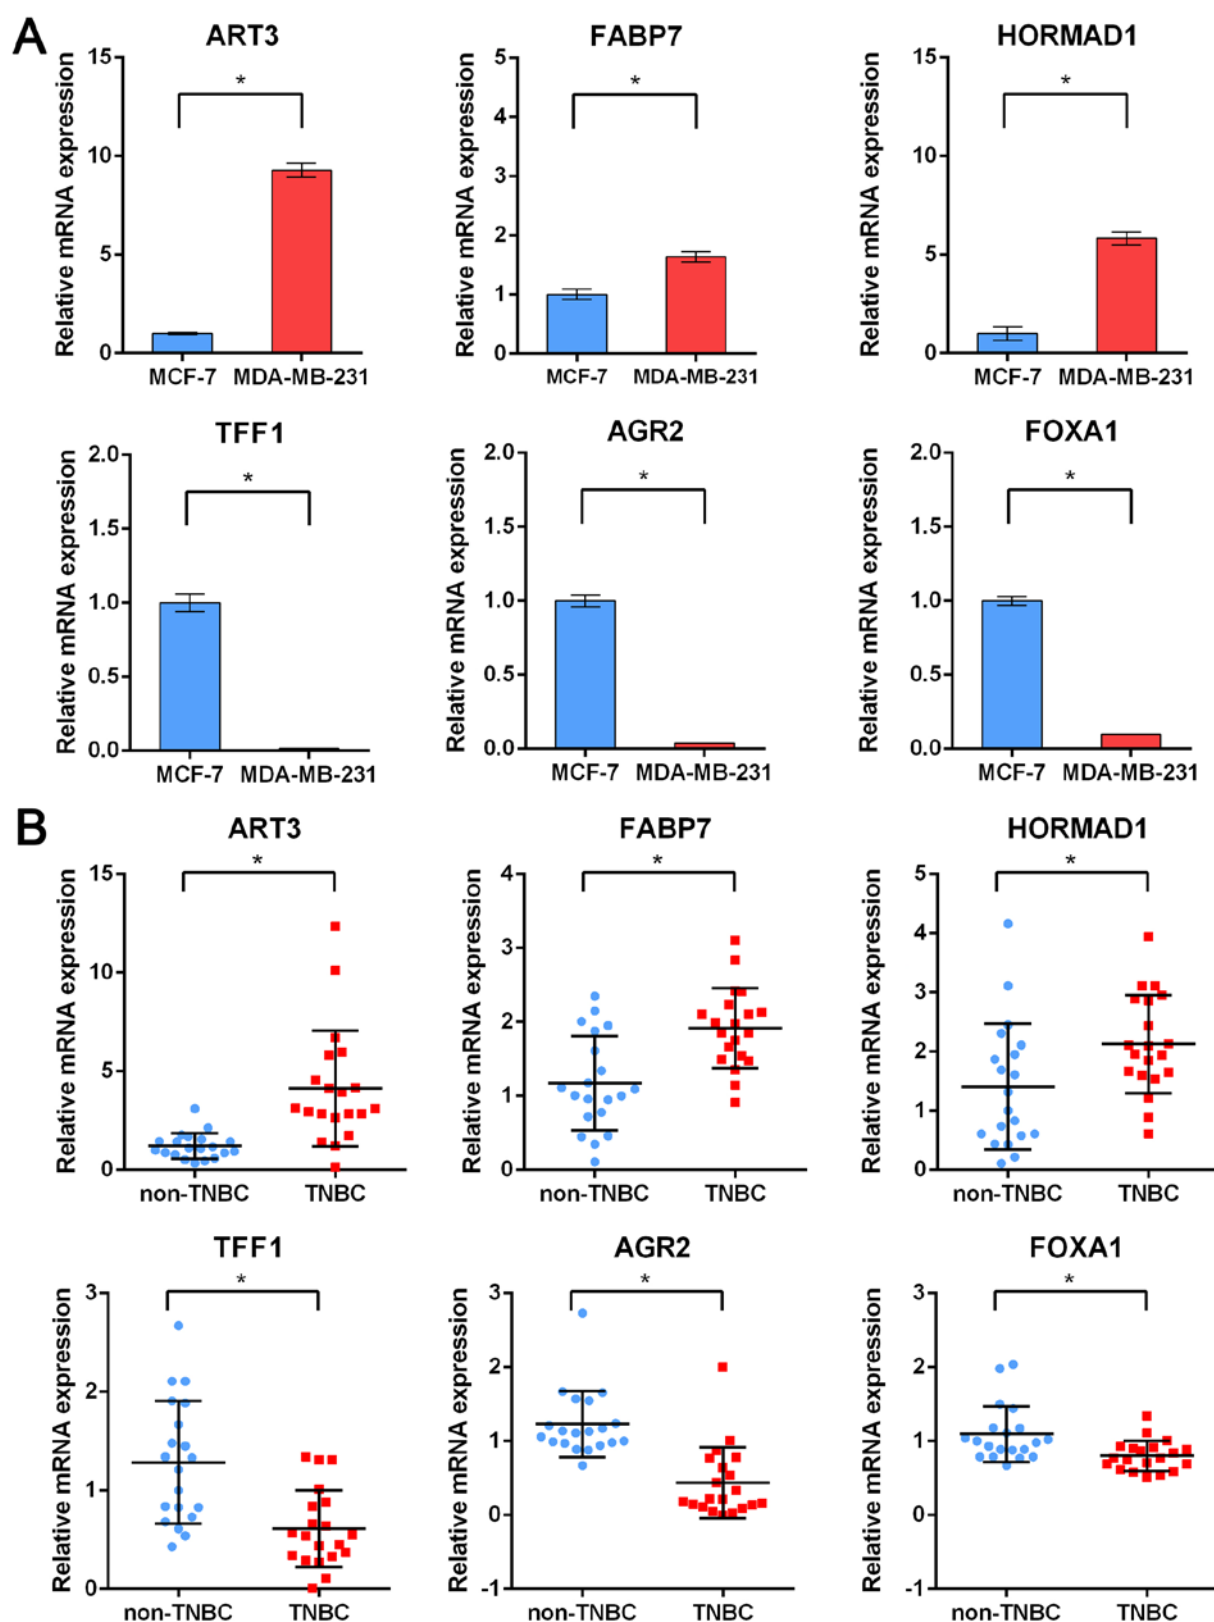 A
ART3 FABP7 HORMAD1
Relative mRNA expression
15
10
5
0
*
MCF-7 MDA-MB-231
Relative mRNA expression
5
4
3
2
1
0
*
MCF-7 MDA-MB-231
Relative mRNA expression
15
10
5
0
*
MCF-7 MDA-MB-231
TFF1 AGR2 FOXA1
Relative mRNA expression
2.0
1.5
1.0
0.5
0.0
*
MCF-7 MDA-MB-231
Relative mRNA expression
2.0
1.5
1.0
0.5
0.0
*
MCF-7 MDA-MB-231
Relative mRNA expression
2.0
1.5
1.0
0.5
0.0
*
MCF-7 MDA-MB-231
B
ART3 FABP7 HORMAD1
Relative mRNA expression
15
10
5
0
*
non-TNBC TNBC
Relative mRNA expression
4
3
2
1
0
*
non-TNBC TNBC
Relative mRNA expression
5
4
3
2
1
0
*
non-TNBC TNBC
TFF1 AGR2 FOXA1
Relative mRNA expression
3
2
1
0
*
non-TNBC TNBC
Relative mRNA expression
3
2
1
0
-1
*
non-TNBC TNBC
Relative mRNA expression
3
2
1
0
-1
*
non-TNBC TNBC